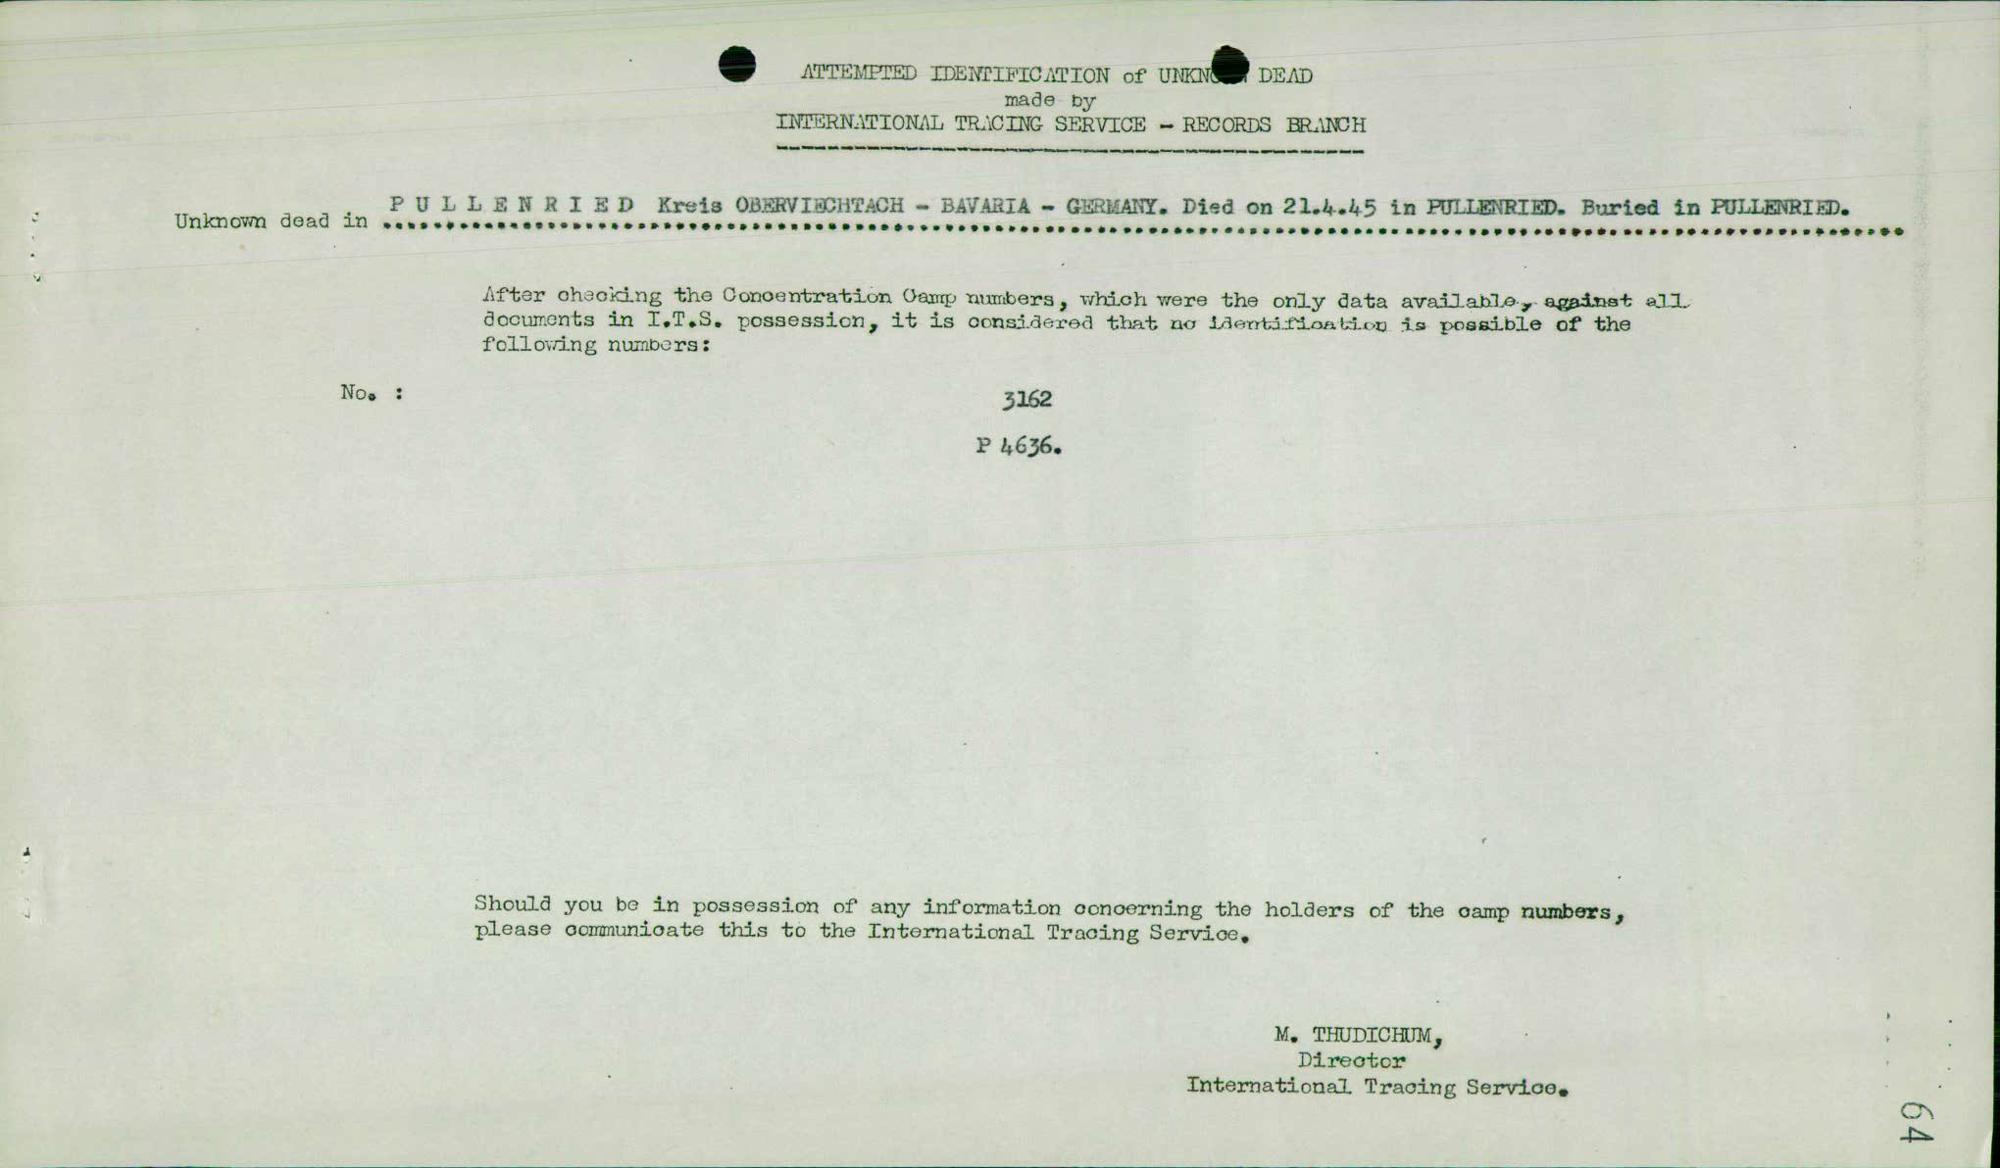 ATTEMPTED IDENTIFICATION of UNKNOWN DEAD
made by
INTERNATIONAL TRACING SERVICE - RECORDS BRANCH
Unknown dead in P U L L E N R I E D Kreis OBERVIECHTACH - BAVARIA - GERMANY. Died on 21.4.45 in PULLENRIED. Buried in PULLENRIED.
After checking the Concentration Camp numbers, which were the only data available, against all
documents in I.T.S. possession, it is considered that no identification is possible of the
following numbers:
No. :
3162
P 4636.
Should you be in possession of any information concerning the holders of the camp numbers,
please communicate this to the International Tracing Service.
M. THUDICHUM,
Director
International Tracing Service.
64